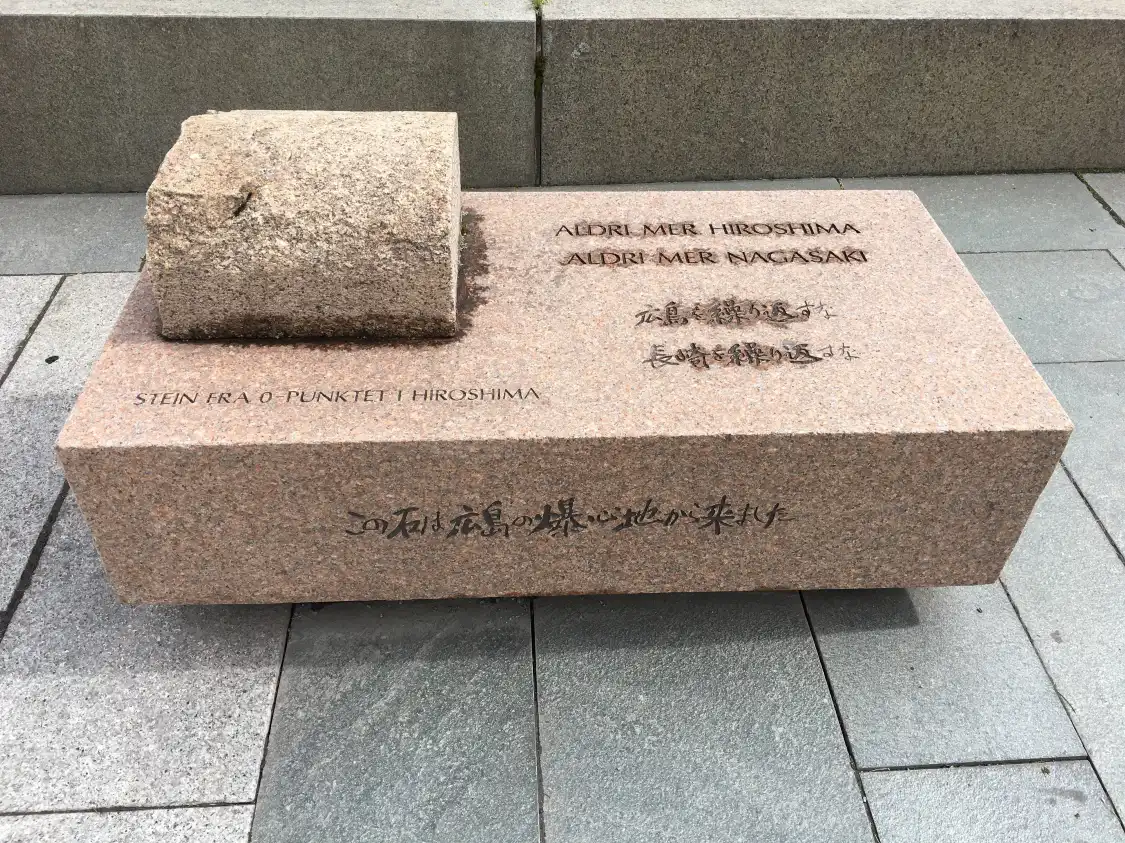 ALDRI MER HIROSHIMA
ALDRI MER NAGASAKI
広島を繰り返すな
長崎を繰り返すな
STEIN FRA 0-PUNKTET I HIROSHIMA
この石は広島の爆心地から来ました